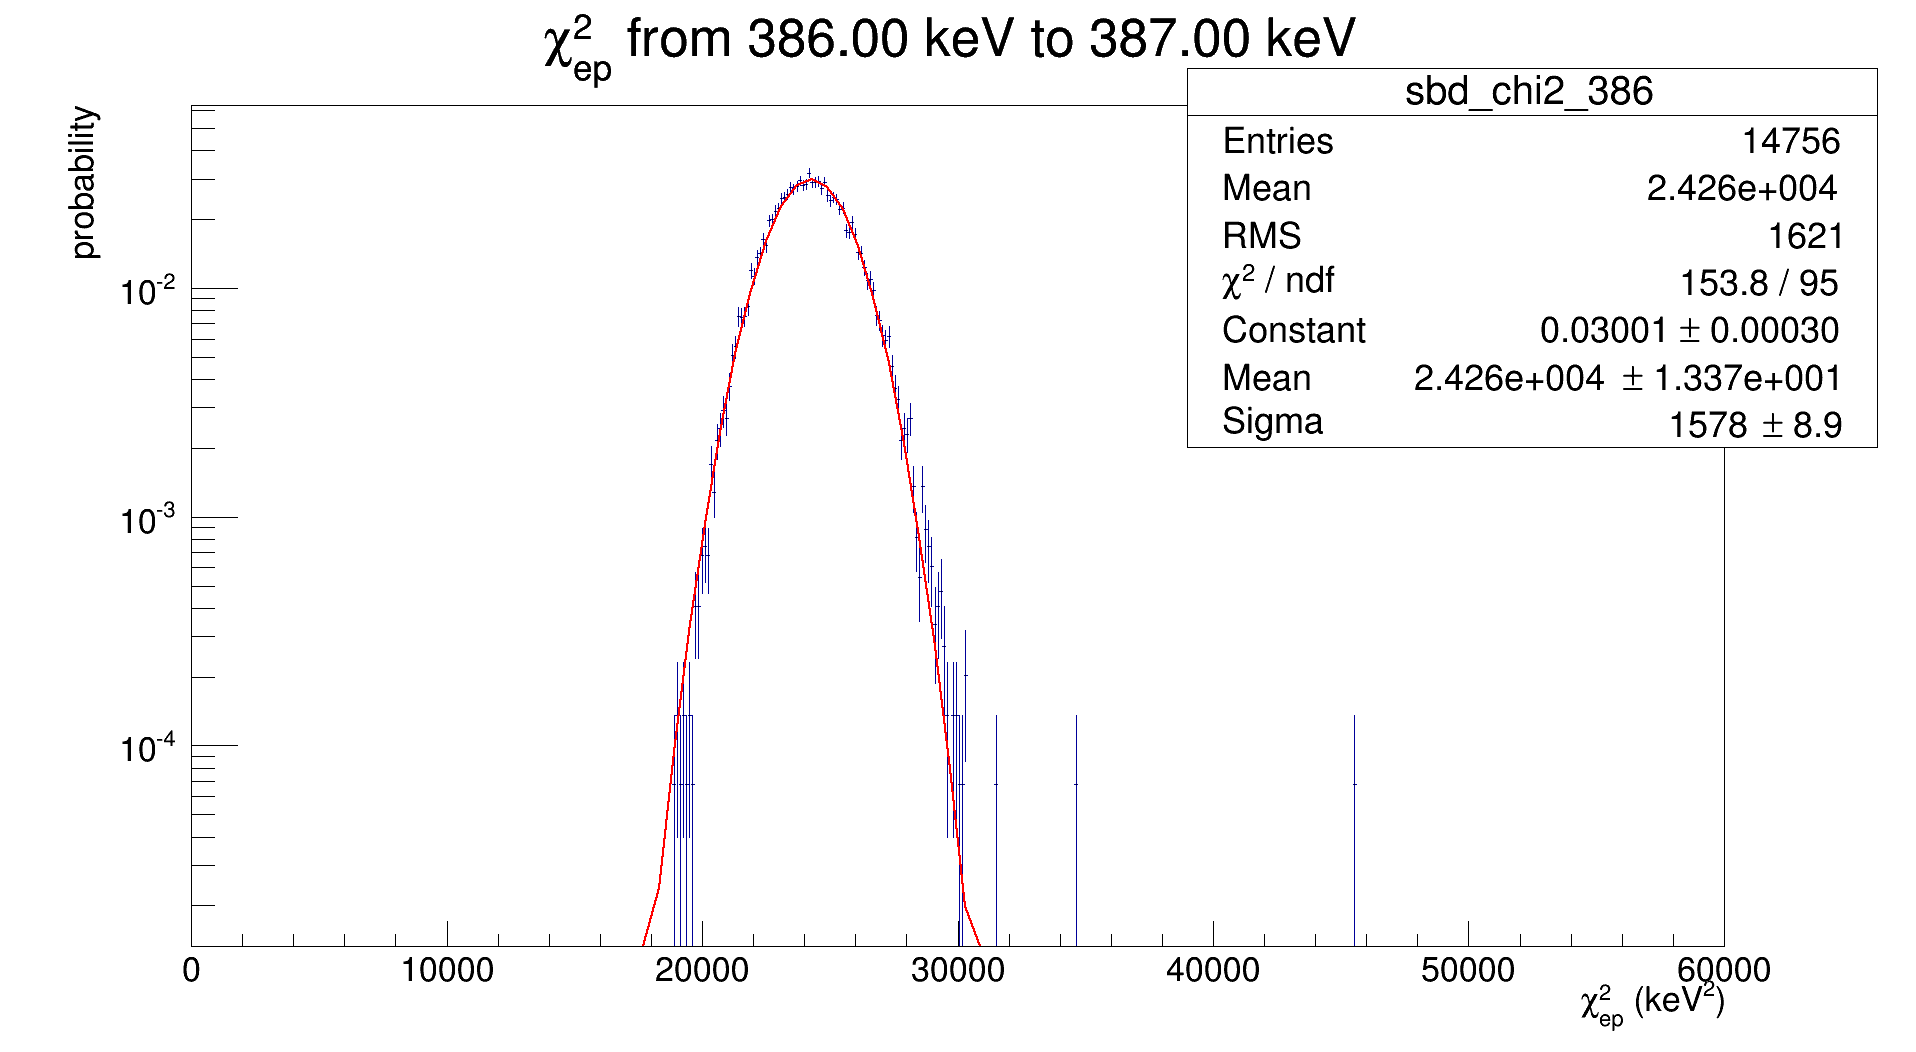 χ²ep from 386.00 keV to 387.00 keV
probability
sbd_chi2_386
Entries 14756
Mean 2.426e+004
RMS 1621
χ² / ndf 153.8 / 95
Constant 0.03001 ± 0.00030
Mean 2.426e+004 ± 1.337e+001
Sigma 1578 ± 8.9
10⁻²
10⁻³
10⁻⁴
0 10000 20000 30000 40000 50000 60000
χ²ep (keV²)